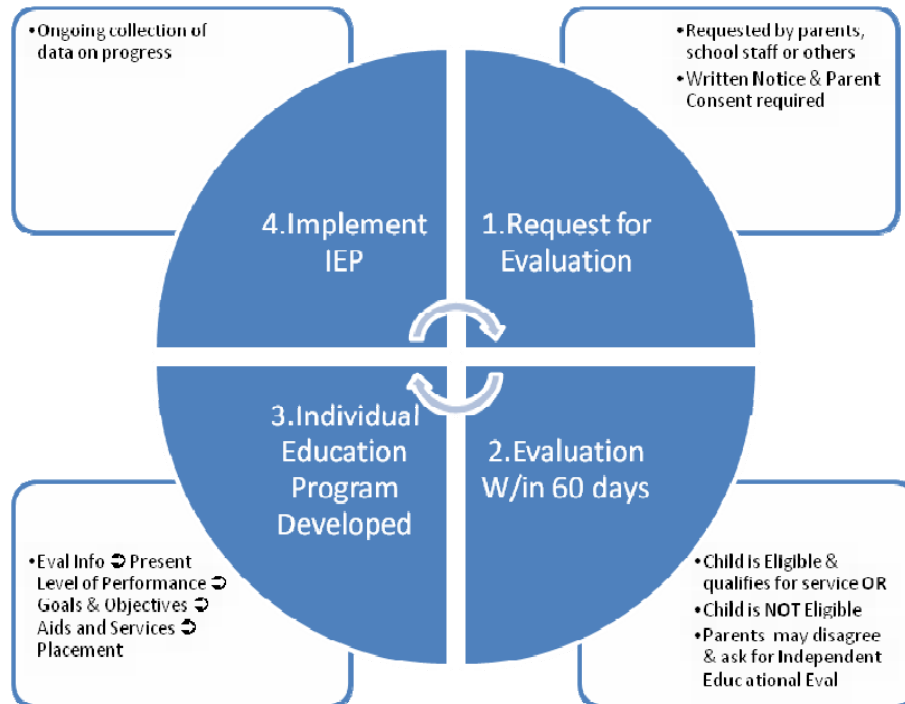 •Ongoing collection of
data on progress
•Requested by parents,
school staff or others
•Written Notice & Parent
Consent required
4.Implement
IEP
1.Request for
Evaluation
3.Individual
Education
Program
Developed
2.Evaluation
W/in 60 days
•Eval Info ➲ Present
Level of Performance ➲
Goals & Objectives ➲
Aids and Services ➲
Placement
•Child is Eligible &
qualifies for service OR
•Child is NOT Eligible
•Parents may disagree
& ask for Independent
Educational Eval